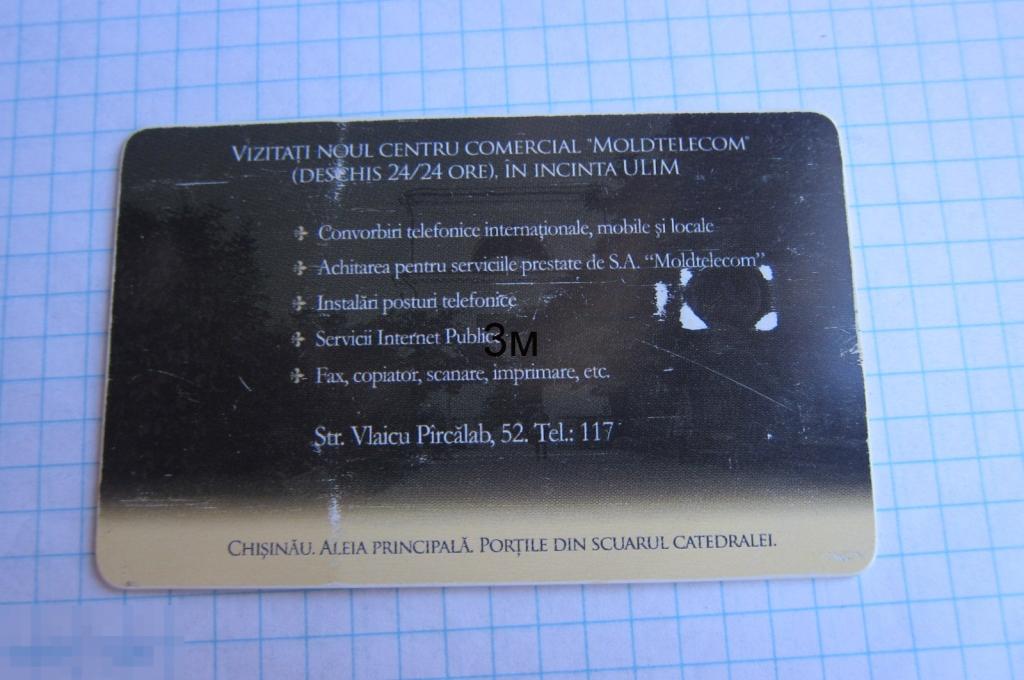 VIZITAȚI NOUL CENTRU COMERCIAL "MOLDTELECOM"
(DESCHIS 24/24 ORE), ÎN INCINTA ULIM
Convorbiri telefonice internaționale, mobile și locale
Achitarea pentru serviciile prestate de S.A. “Moldtelecom”
Instalări posturi telefonice
Servicii Internet Public
3м
Fax, copiator, scanare, imprimare, etc.
Str. Vlaicu Pîrcălab, 52. Tel.: 117
CHIȘINĂU. ALEIA PRINCIPALĂ. PORȚILE DIN SCUARUL CATEDRALEI.